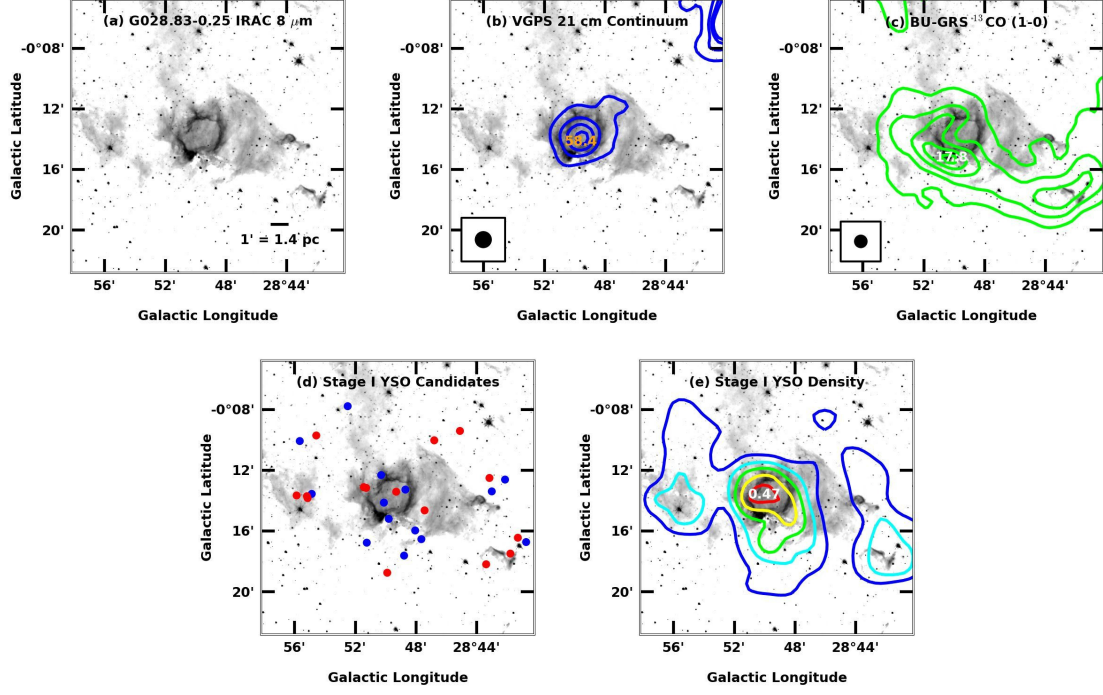 (a) G028.83-0.25 IRAC 8 μm
-0°08'
12'
16'
20'
Galactic Latitude
1' = 1.4 pc
56' 52' 48' 28°44'
Galactic Longitude
(b) VGPS 21 cm Continuum
-0°08'
12'
16'
20'
Galactic Latitude
56' 52' 48' 28°44'
Galactic Longitude
(c) BU-GRS ¹³CO (1-0)
-0°08'
12'
16'
20'
Galactic Latitude
17.8
56' 52' 48' 28°44'
Galactic Longitude
(d) Stage I YSO Candidates
-0°08'
12'
16'
20'
Galactic Latitude
56' 52' 48' 28°44'
Galactic Longitude
(e) Stage I YSO Density
-0°08'
12'
16'
20'
Galactic Latitude
0.47
56' 52' 48' 28°44'
Galactic Longitude